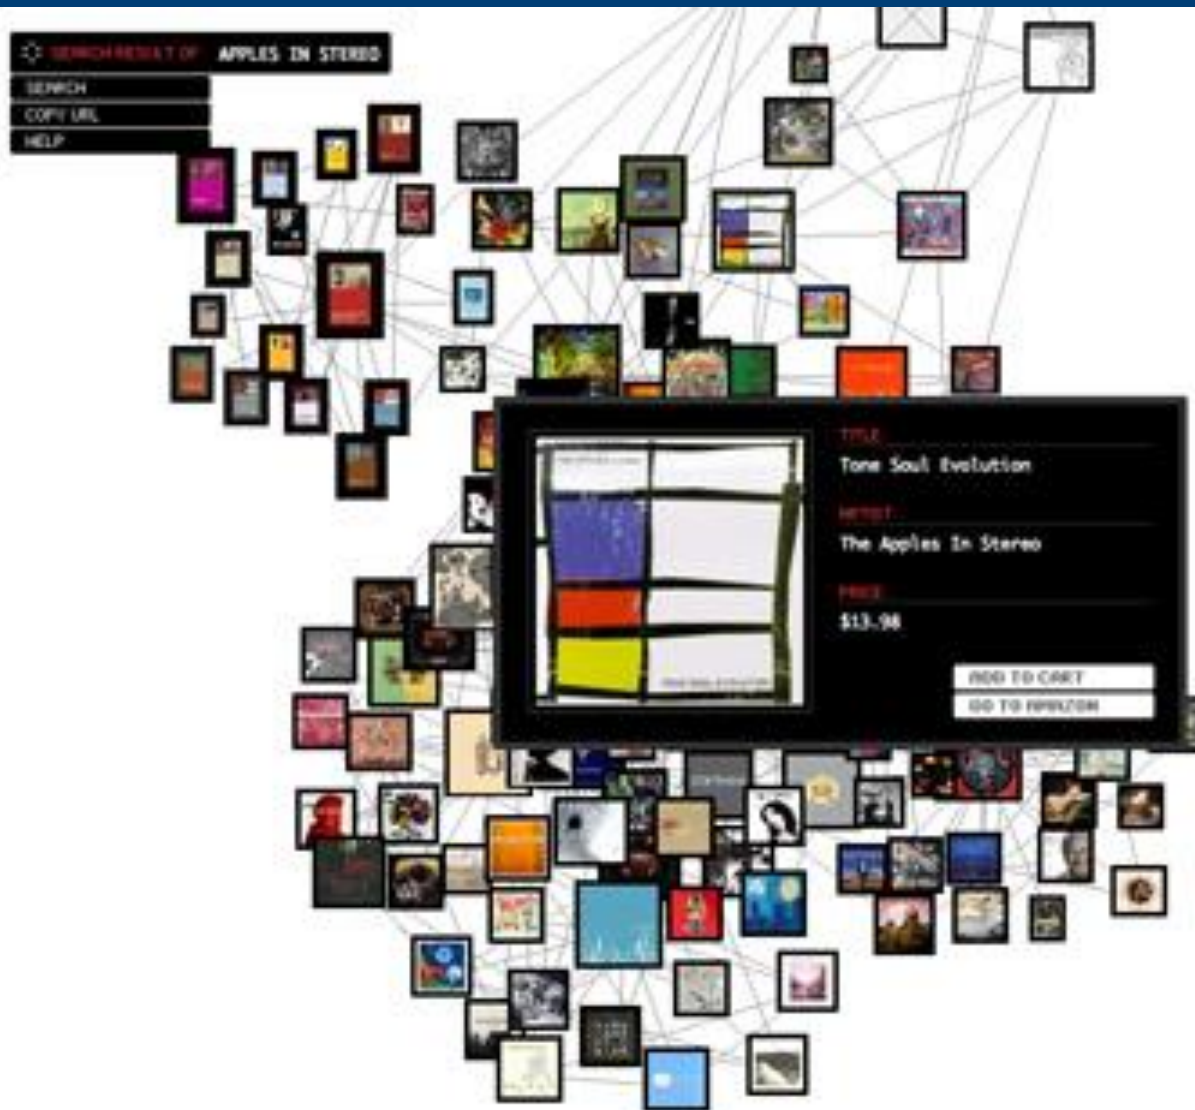 SEARCH RESULT OF: APPLES IN STEREO
SEARCH
COPY URL
HELP
TITLE:
Tone Soul Evolution
ARTIST:
The Apples In Stereo
PRICE:
$13.98
ADD TO CART
GO TO AMAZON